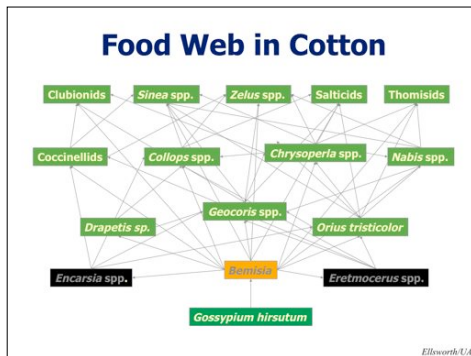 Food Web in Cotton
Clubionids Sinea spp. Zelus spp. Salticids Thomisids
Coccinellids Collops spp. Chrysoperla spp. Nabis spp.
Geocoris spp.
Drapetis sp. Orius tristicolor
Encarsia spp. Bemisia Eretmocerus spp.
Gossypium hirsutum
Ellsworth/UA